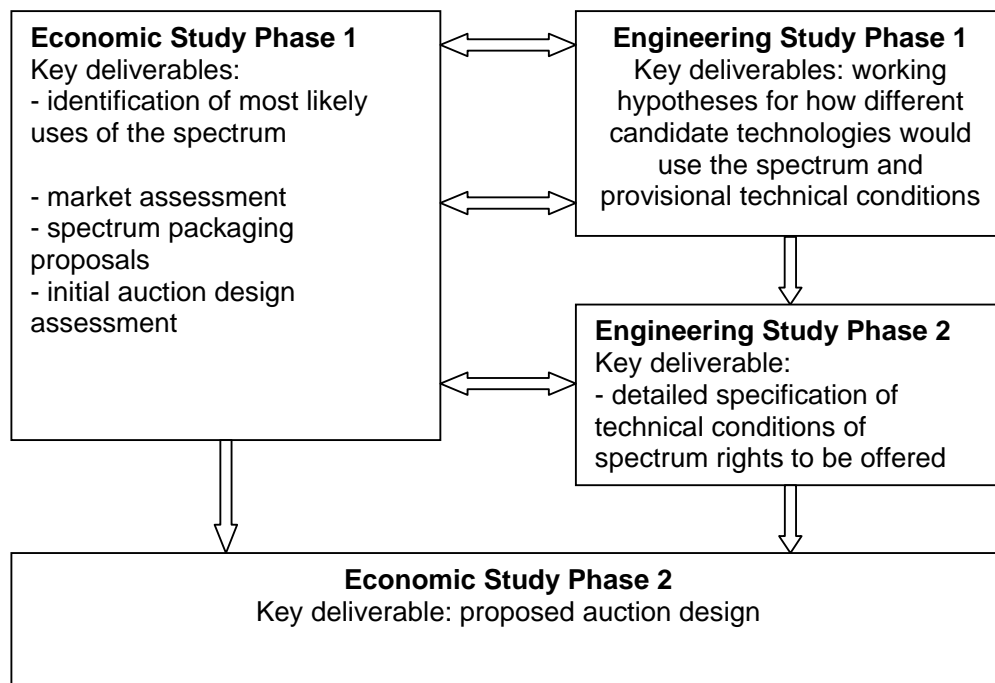 Economic Study Phase 1
Key deliverables:
- identification of most likely
uses of the spectrum
- market assessment
- spectrum packaging
proposals
- initial auction design
assessment
Engineering Study Phase 1
Key deliverables: working
hypotheses for how different
candidate technologies would
use the spectrum and
provisional technical conditions
Engineering Study Phase 2
Key deliverable:
- detailed specification of
technical conditions of
spectrum rights to be offered
Economic Study Phase 2
Key deliverable: proposed auction design